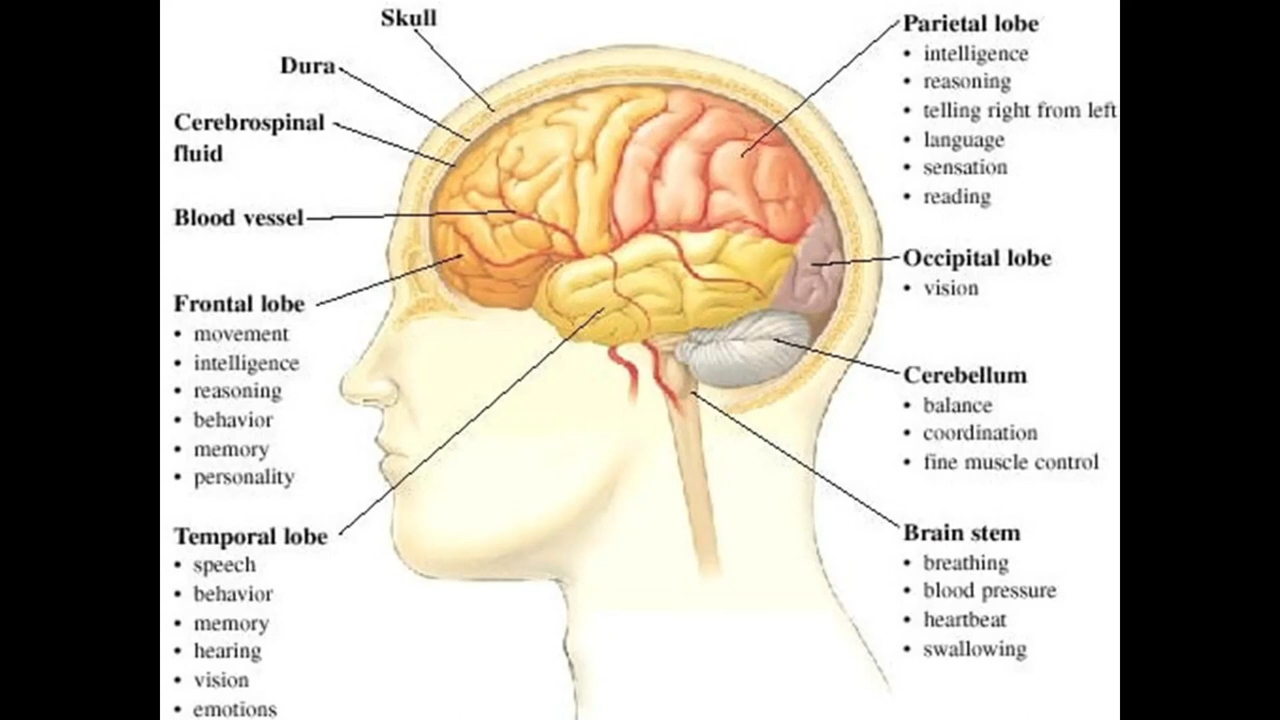 Skull
Dura
Cerebrospinal
fluid
Blood vessel
Frontal lobe
• movement
• intelligence
• reasoning
• behavior
• memory
• personality
Temporal lobe
• speech
• behavior
• memory
• hearing
• vision
• emotions
Parietal lobe
• intelligence
• reasoning
• telling right from left
• language
• sensation
• reading
Occipital lobe
• vision
Cerebellum
• balance
• coordination
• fine muscle control
Brain stem
• breathing
• blood pressure
• heartbeat
• swallowing